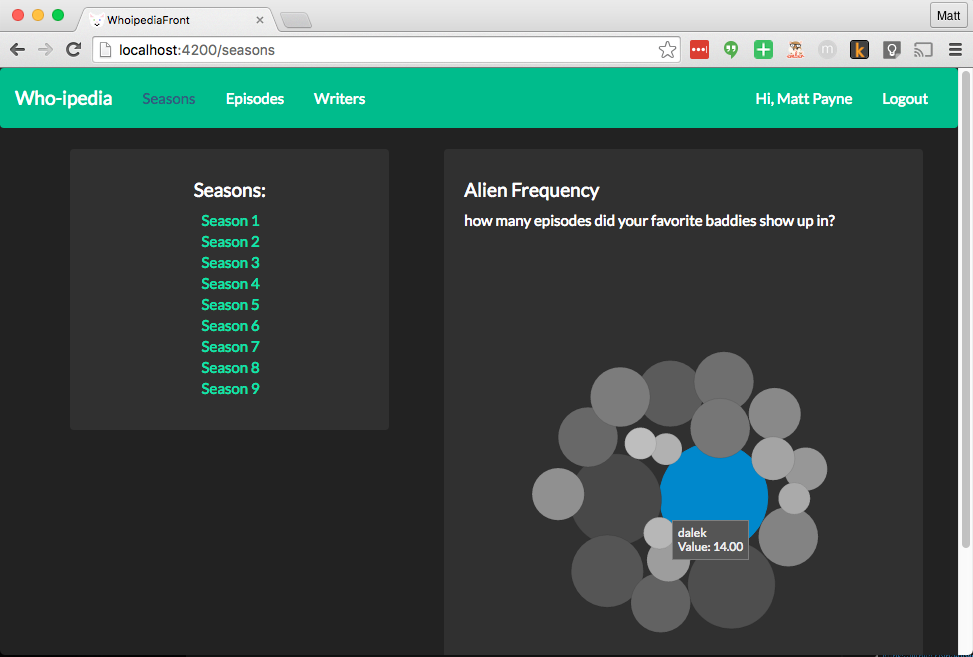 WhoipediaFront
Matt
localhost:4200/seasons
Who-ipedia Seasons Episodes Writers Hi, Matt Payne Logout
Seasons:
Season 1
Season 2
Season 3
Season 4
Season 5
Season 6
Season 7
Season 8
Season 9
Alien Frequency
how many episodes did your favorite baddies show up in?
dalek
Value: 14.00